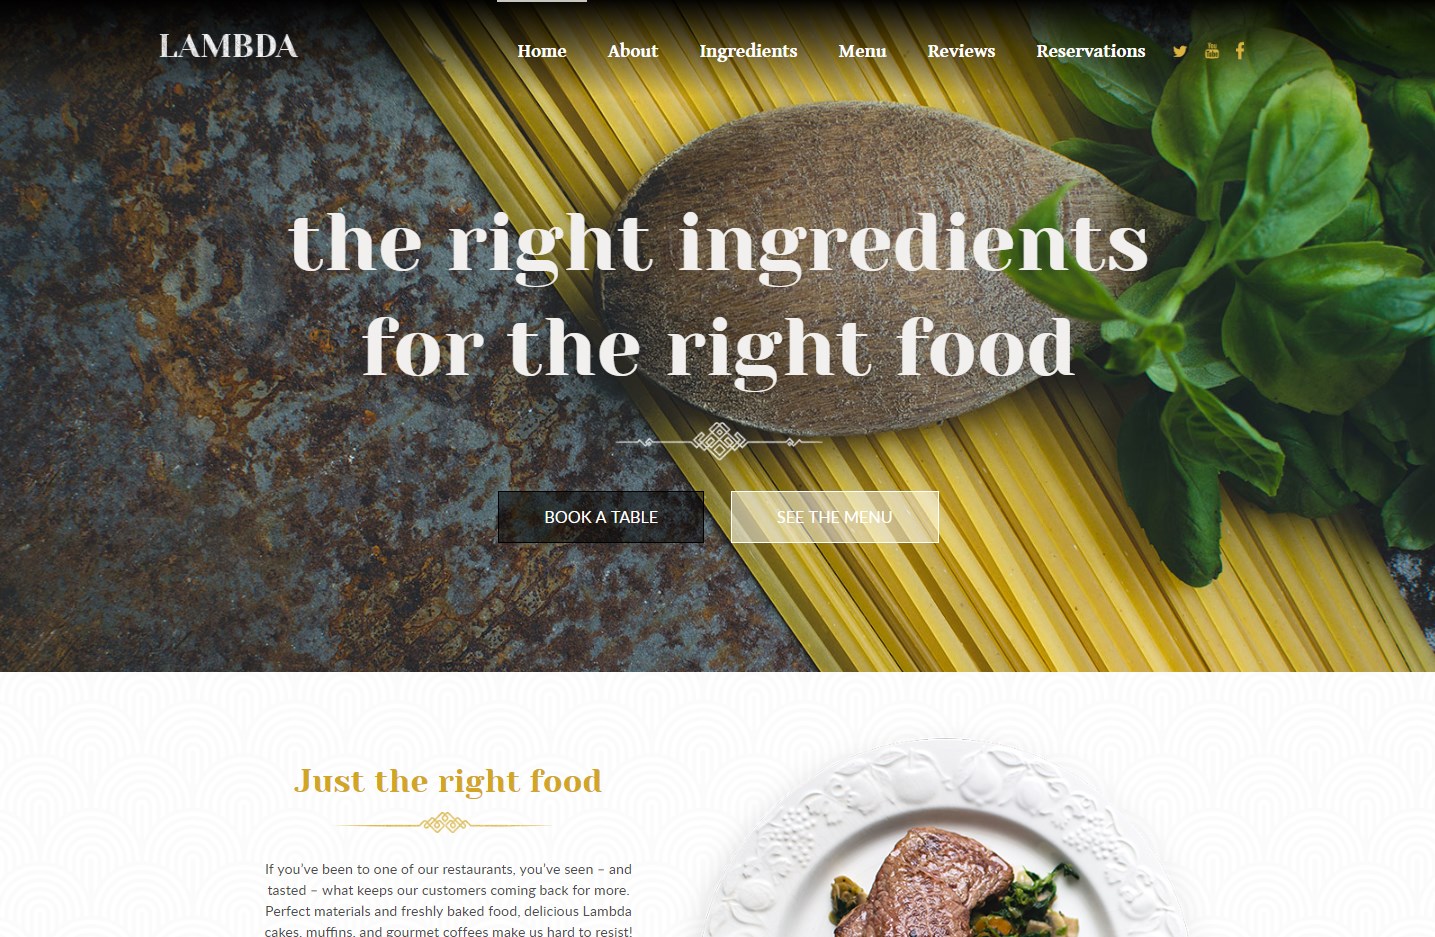 LAMBDA
Home About Ingredients Menu Reviews Reservations
You
Tube
the right ingredients
for the right food
BOOK A TABLE
SEE THE MENU
Just the right food
If you’ve been to one of our restaurants, you’ve seen – and
tasted – what keeps our customers coming back for more.
Perfect materials and freshly baked food, delicious Lambda
cakes, muffins, and gourmet coffees make us hard to resist!